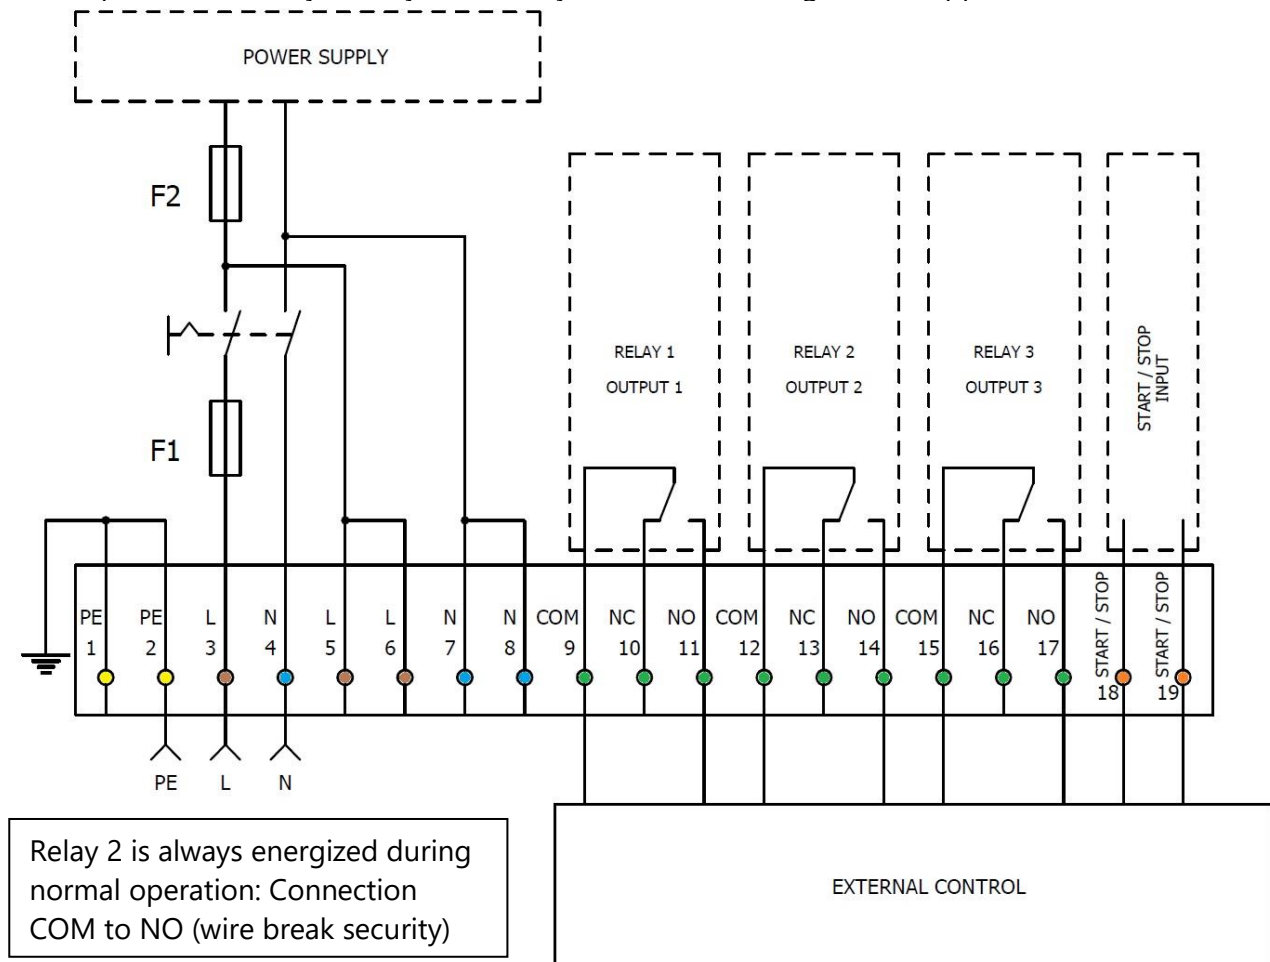 POWER SUPPLY
F2
F1
RELAY 1
OUTPUT 1
RELAY 2
OUTPUT 2
RELAY 3
OUTPUT 3
START / STOP
INPUT
PE PE L N L L N N COM NC NO COM NC NO COM NC NO START / STOP START / STOP
1 2 3 4 5 6 7 8 9 10 11 12 13 14 15 16 17 18 19
PE L N
Relay 2 is always energized during
normal operation: Connection
COM to NO (wire break security)
EXTERNAL CONTROL